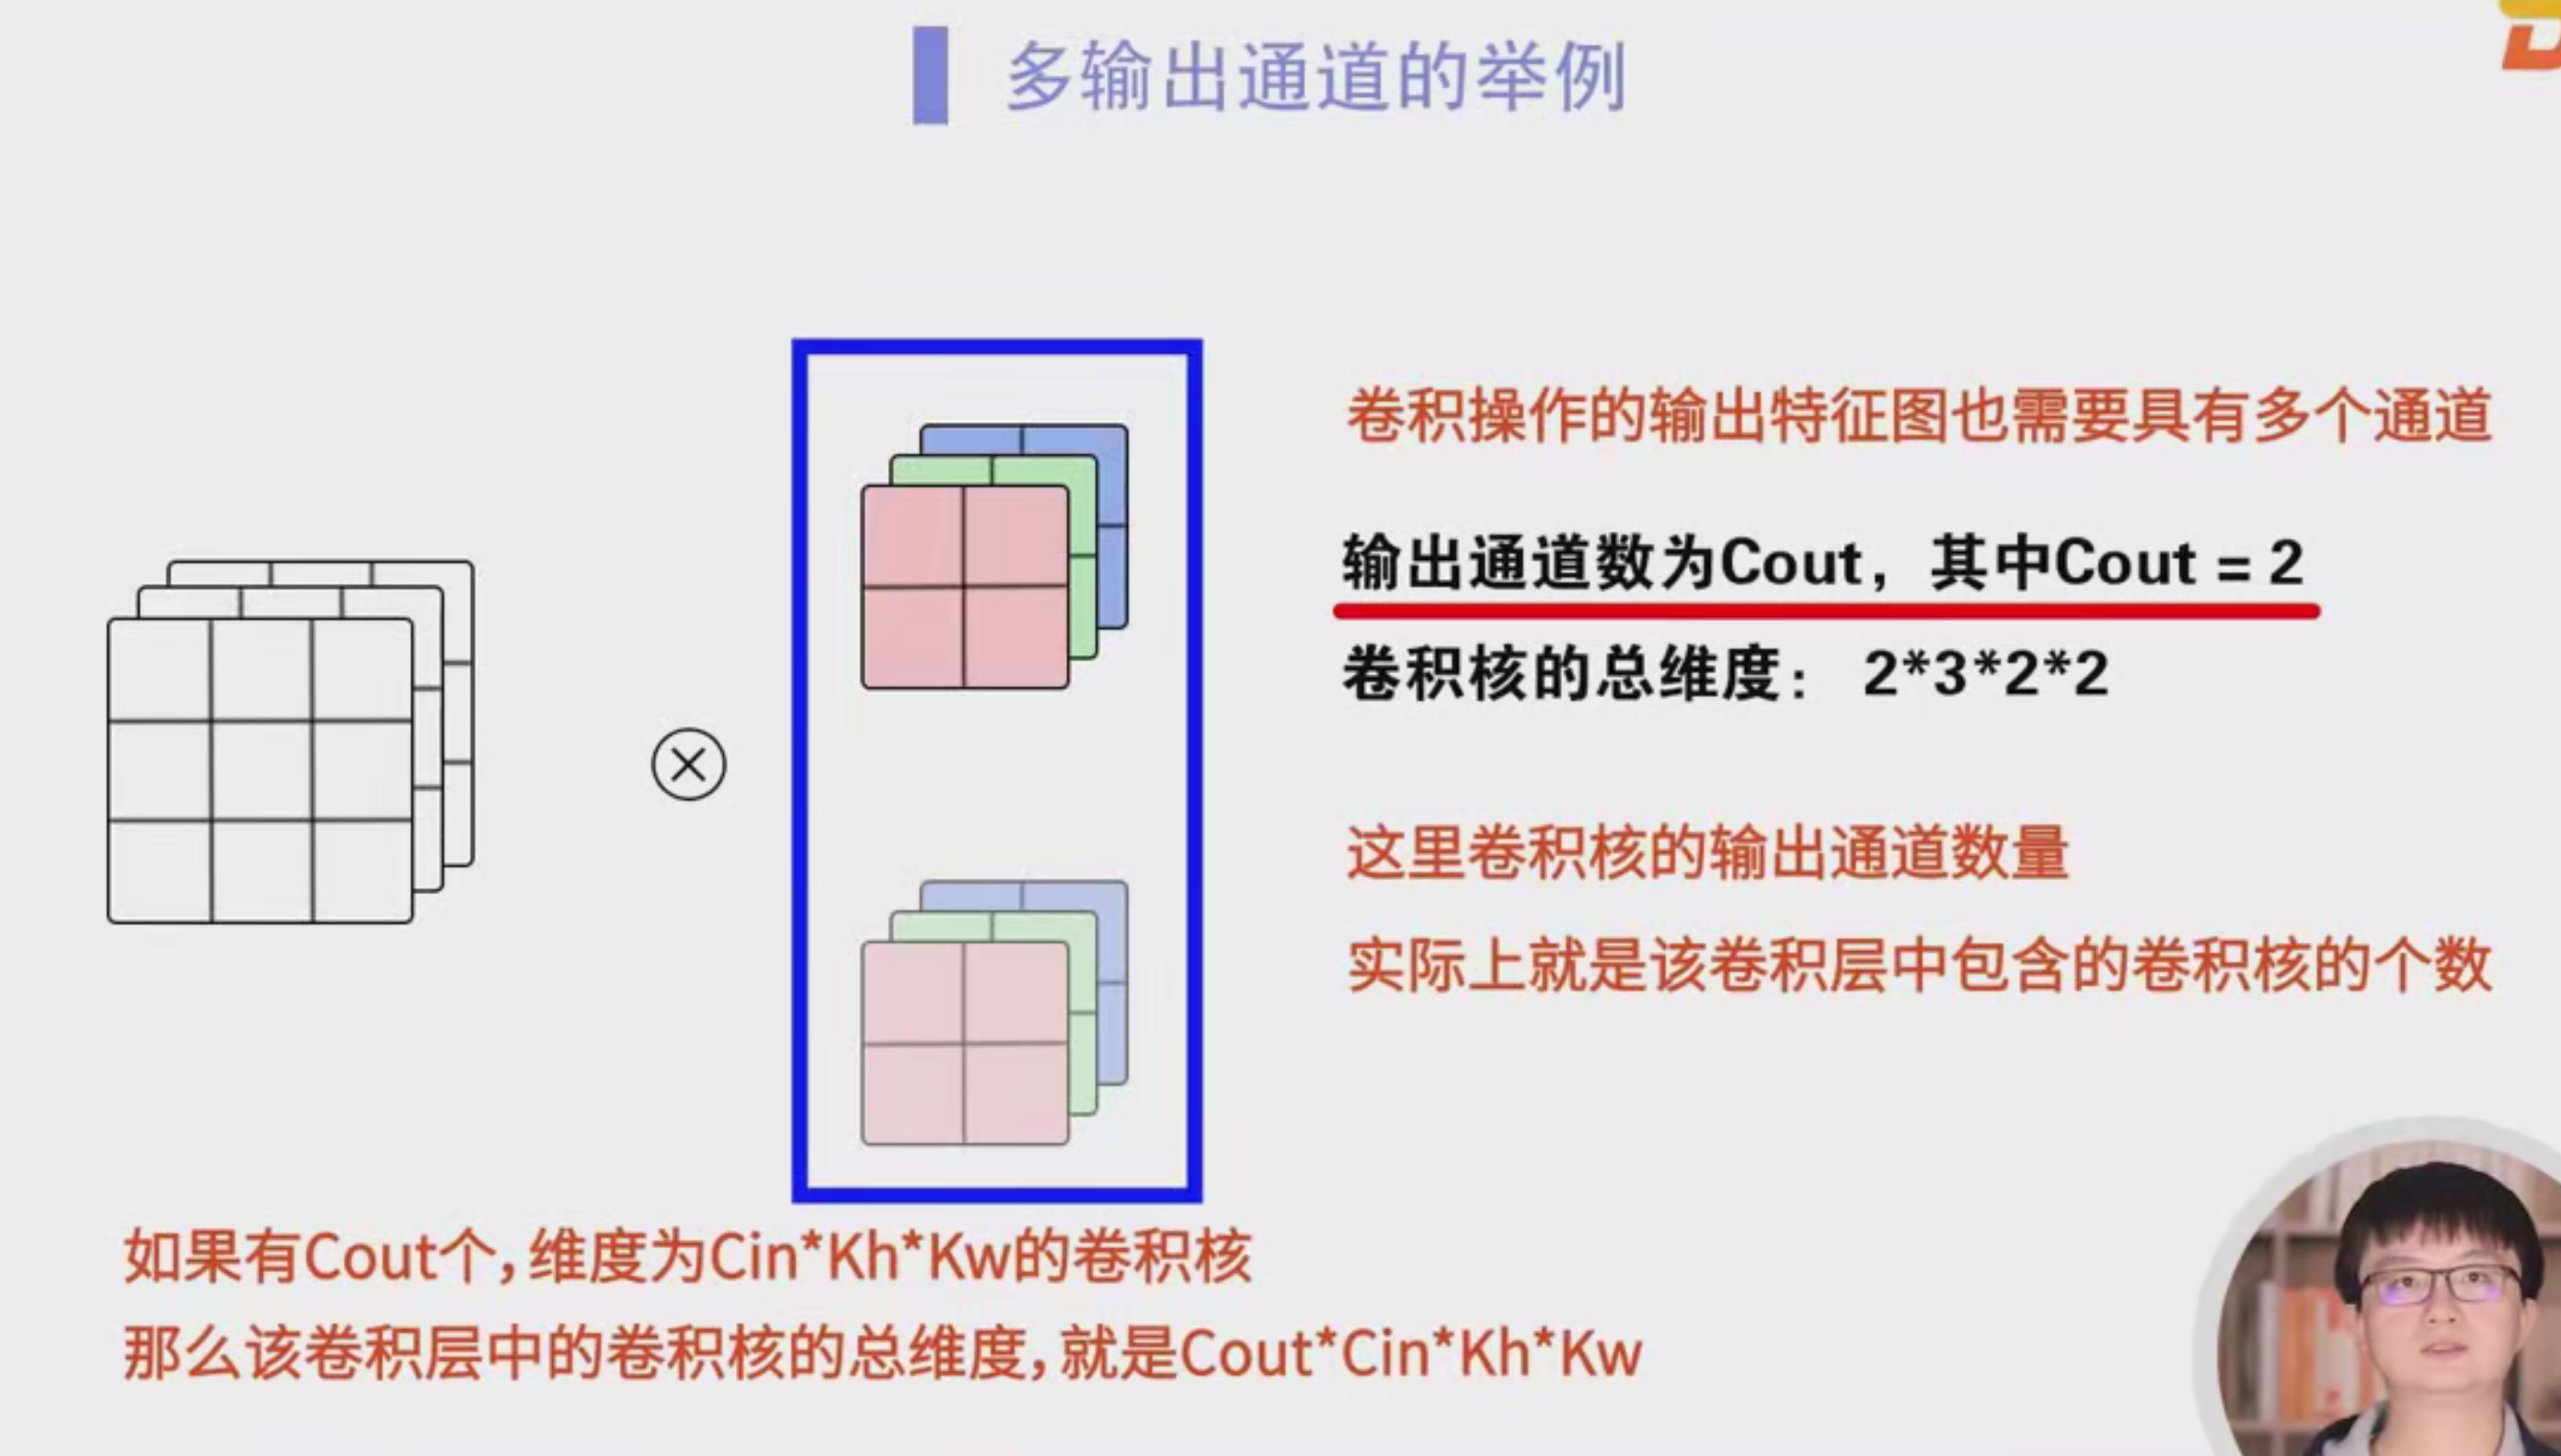 多输出通道的举例
卷积操作的输出特征图也需要具有多个通道
输出通道数为Cout，其中Cout = 2
卷积核的总维度： 2*3*2*2
这里卷积核的输出通道数量
实际上就是该卷积层中包含的卷积核的个数
如果有Cout个，维度为Cin*Kh*Kw的卷积核
那么该卷积层中的卷积核的总维度，就是Cout*Cin*Kh*Kw